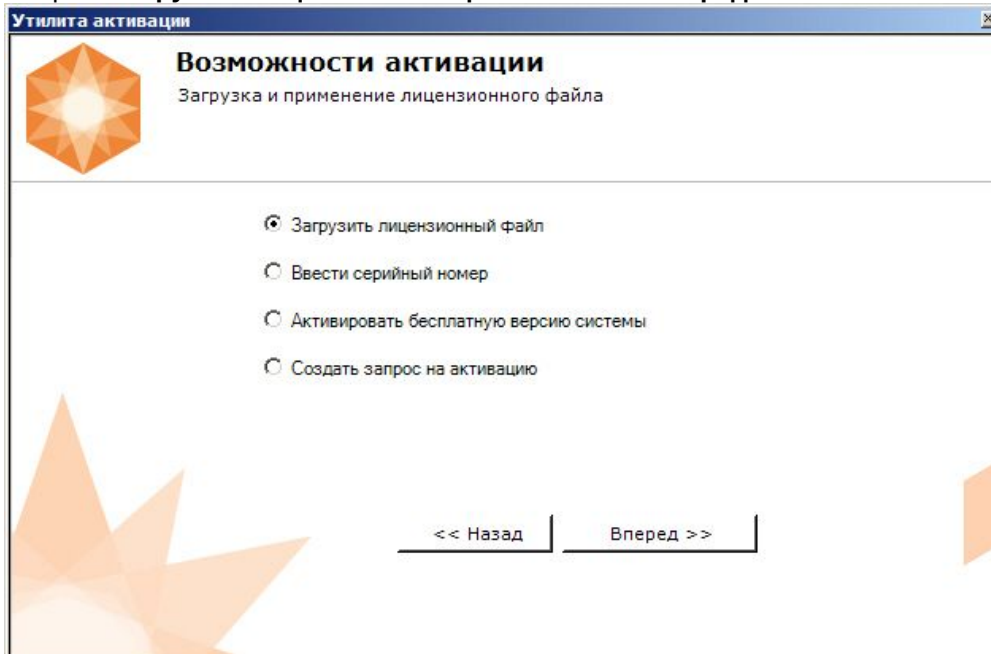 Утилита активации
Возможности активации
Загрузка и применение лицензионного файла
Загрузить лицензионный файл
Ввести серийный номер
Активировать бесплатную версию системы
Создать запрос на активацию
<< Назад
Вперед >>